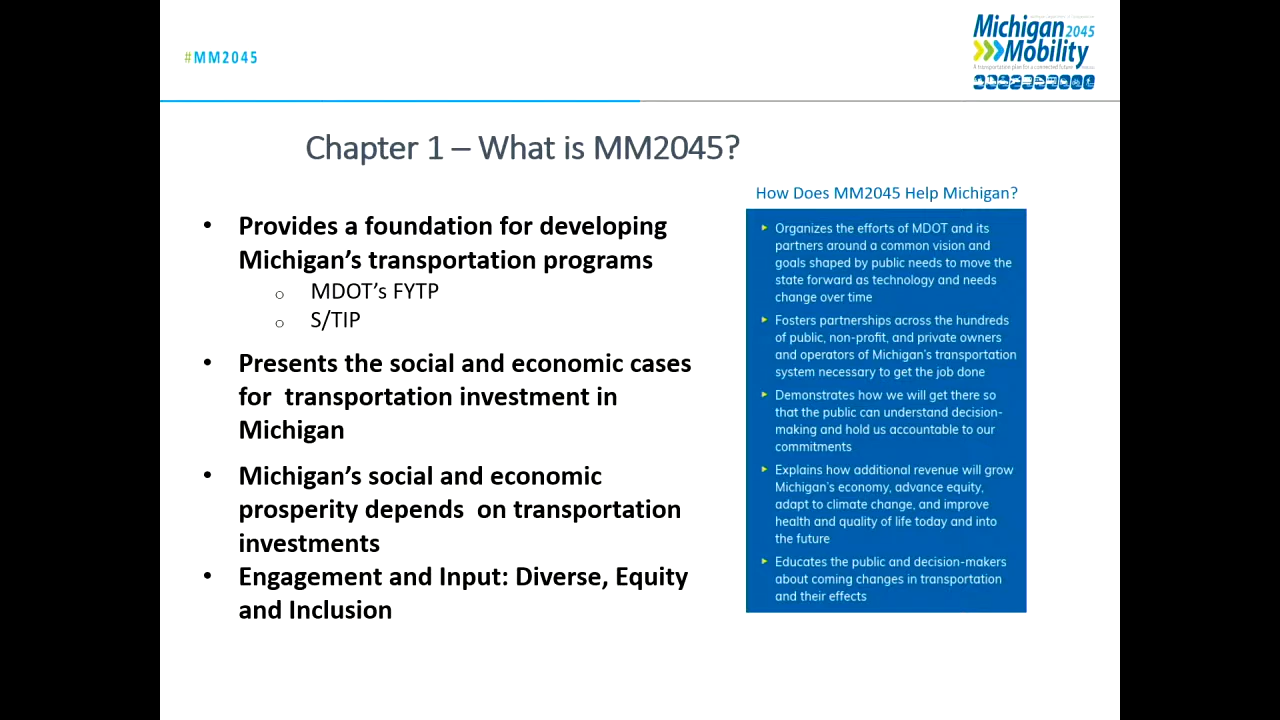 #MM2045
Michigan 2045
Mobility
A transportation plan for a connected future
Chapter 1 – What is MM2045?
• Provides a foundation for developing
Michigan's transportation programs
o MDOT's FYTP
o S/TIP
• Presents the social and economic cases
for transportation investment in
Michigan
• Michigan's social and economic
prosperity depends on transportation
investments
• Engagement and Input: Diverse, Equity
and Inclusion
How Does MM2045 Help Michigan?
Organizes the efforts of MDOT and its
partners around a common vision and
goals shaped by public needs to move the
state forward as technology and needs
change over time
Fosters partnerships across the hundreds
of public, non-profit, and private owners
and operators of Michigan's transportation
system necessary to get the job done
Demonstrates how we will get there so
that the public can understand decision-
making and hold us accountable to our
commitments
Explains how additional revenue will grow
Michigan's economy, advance equity,
adapt to climate change, and improve
health and quality of life today and into
the future
Educates the public and decision-makers
about coming changes in transportation
and their effects